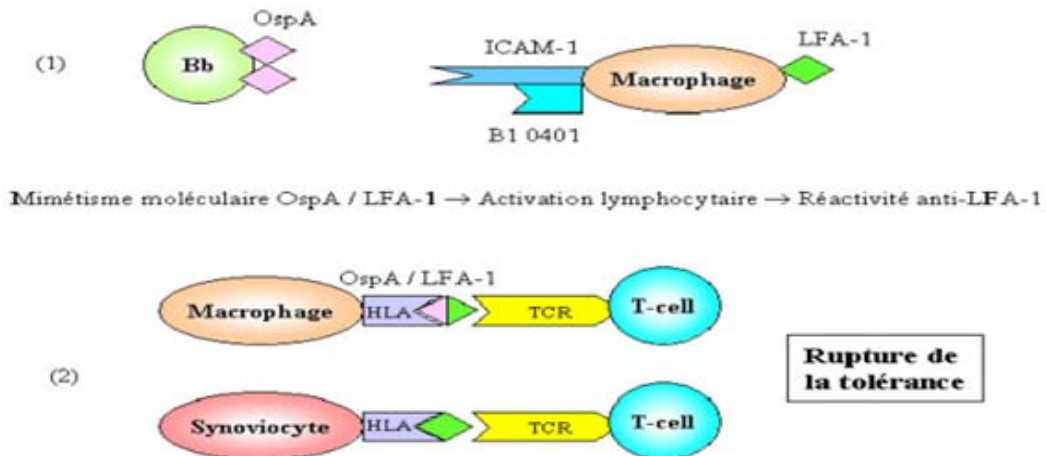 OspA
LFA-1
ICAM-1
(1)
Bb
Macrophage
B1 0401
Mimétisme moléculaire OspA / LFA-1 → Activation lymphocytaire → Réactivité anti-LFA-1
OspA / LFA-1
Macrophage
HLA
TCR
T-cell
Rupture de
la tolérance
(2)
Synoviocyte
HLA
TCR
T-cell